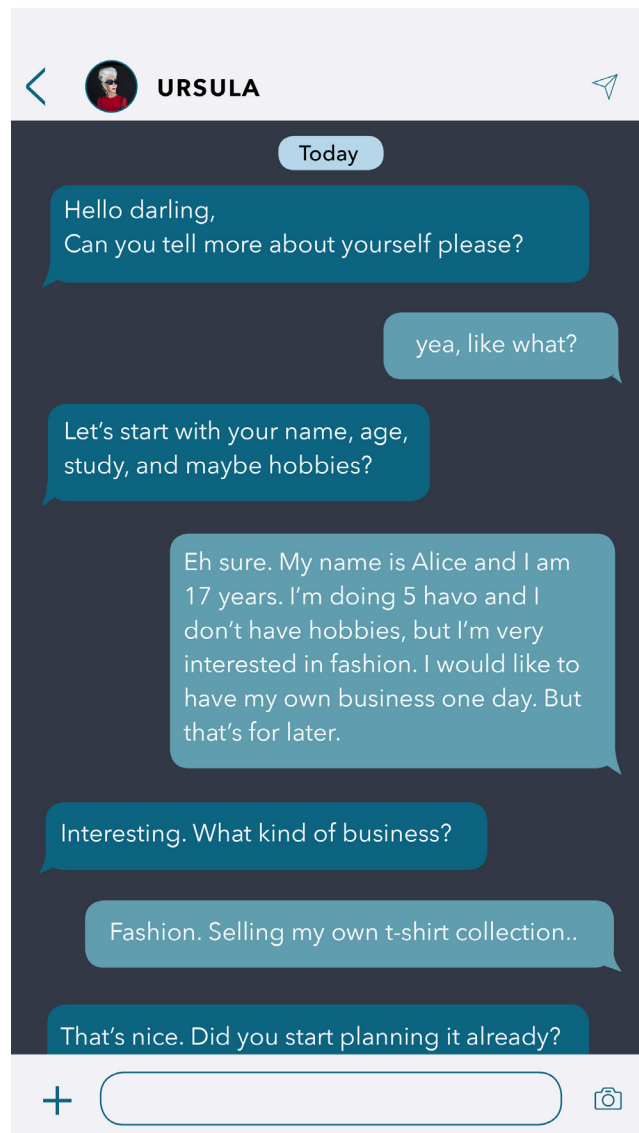 URSULA
Today
Hello darling,
Can you tell more about yourself please?
yea, like what?
Let's start with your name, age,
study, and maybe hobbies?
Eh sure. My name is Alice and I am
17 years. I'm doing 5 havo and I
don't have hobbies, but I'm very
interested in fashion. I would like to
have my own business one day. But
that's for later.
Interesting. What kind of business?
Fashion. Selling my own t-shirt collection..
That's nice. Did you start planning it already?